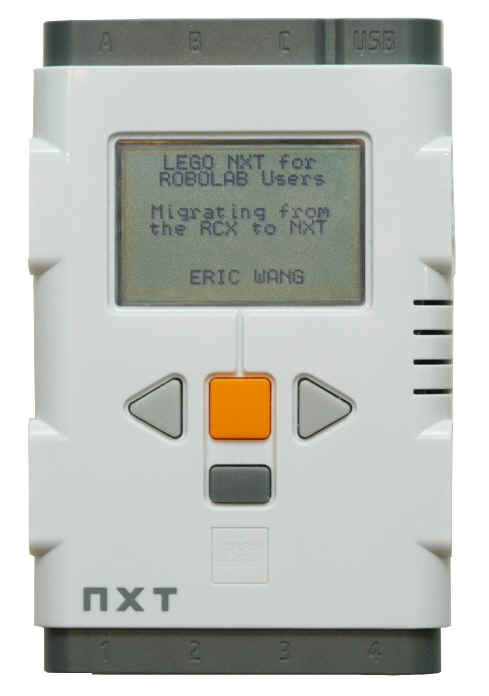 A B C USB
LEGO NXT for
ROBOLAB Users
Migrating from
the RCX to NXT
ERIC WANG
NXT
1 2 3 4